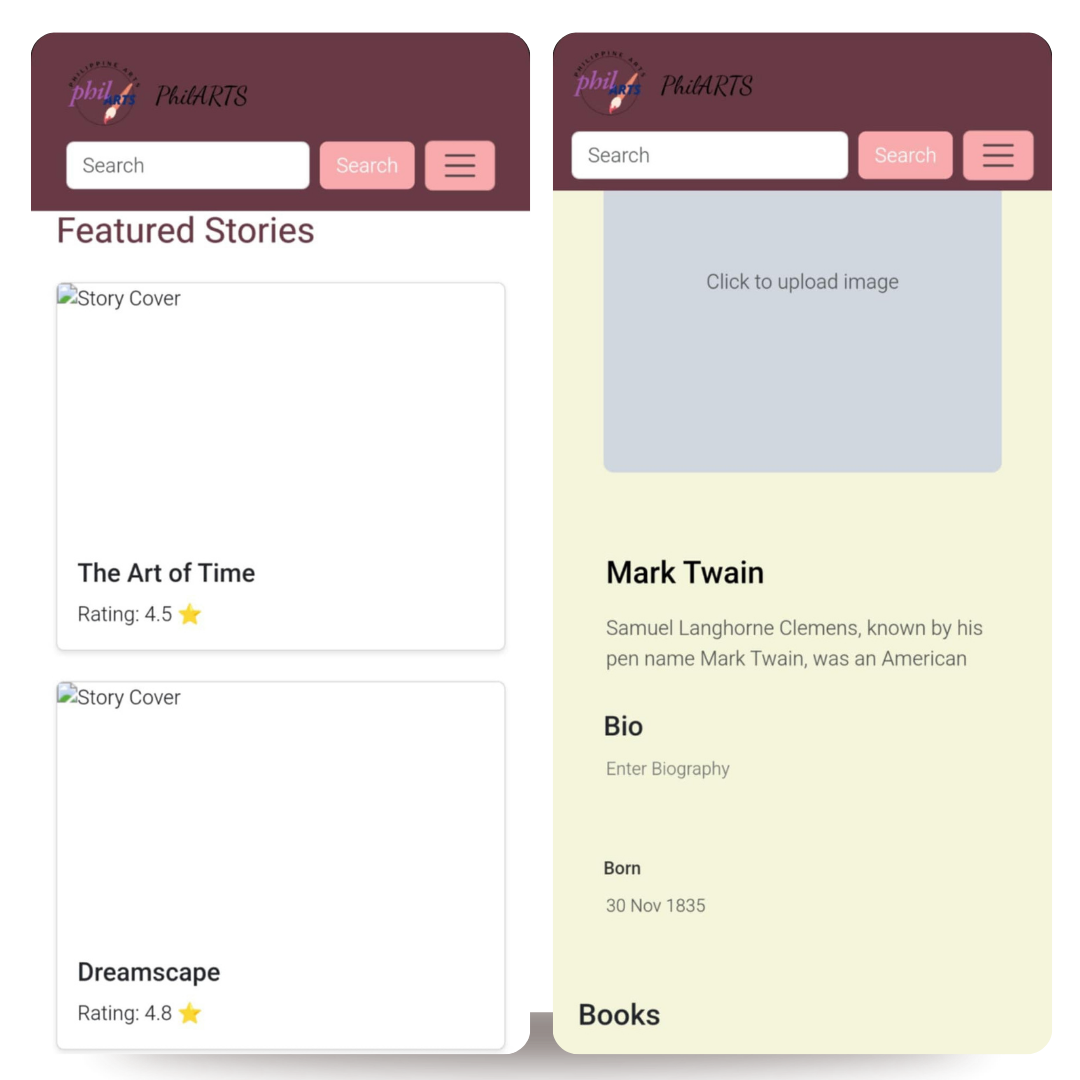 PHILIPPINE ARTS
phil ARTS
PhilARTS
Search
Search
Featured Stories
Story Cover
The Art of Time
Rating: 4.5 ⭐
Story Cover
Dreamscape
Rating: 4.8 ⭐
PHILIPPINE ARTS
phil ARTS
PhilARTS
Search
Search
Click to upload image
Mark Twain
Samuel Langhorne Clemens, known by his
pen name Mark Twain, was an American
Bio
Enter Biography
Born
30 Nov 1835
Books